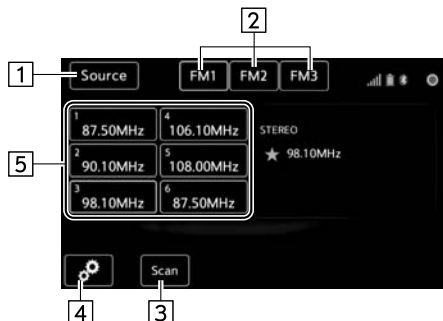 2
1 Source FM1 FM2 FM3
1 87.50MHz 4 106.10MHz STEREO
5 2 90.10MHz 5 108.00MHz ★ 98.10MHz
3 98.10MHz 6 87.50MHz
Scan
4 3